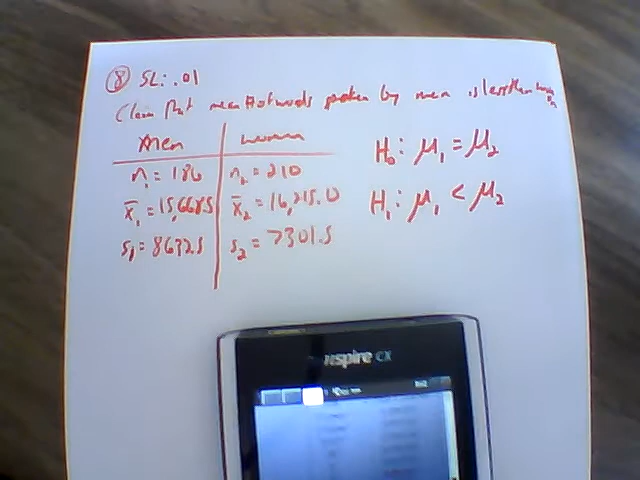 ⑧ SL: .01
Claim that mean # of words spoken by men is less than
Men women
n₁ = 186 n₂ = 210
x̄₁ = 15,668.5 x̄₂ = 16,215.0
s₁ = 8632.5 s₂ = 7301.5
H₀: μ₁ = μ₂
H₁: μ₁ < μ₂
nspire CX